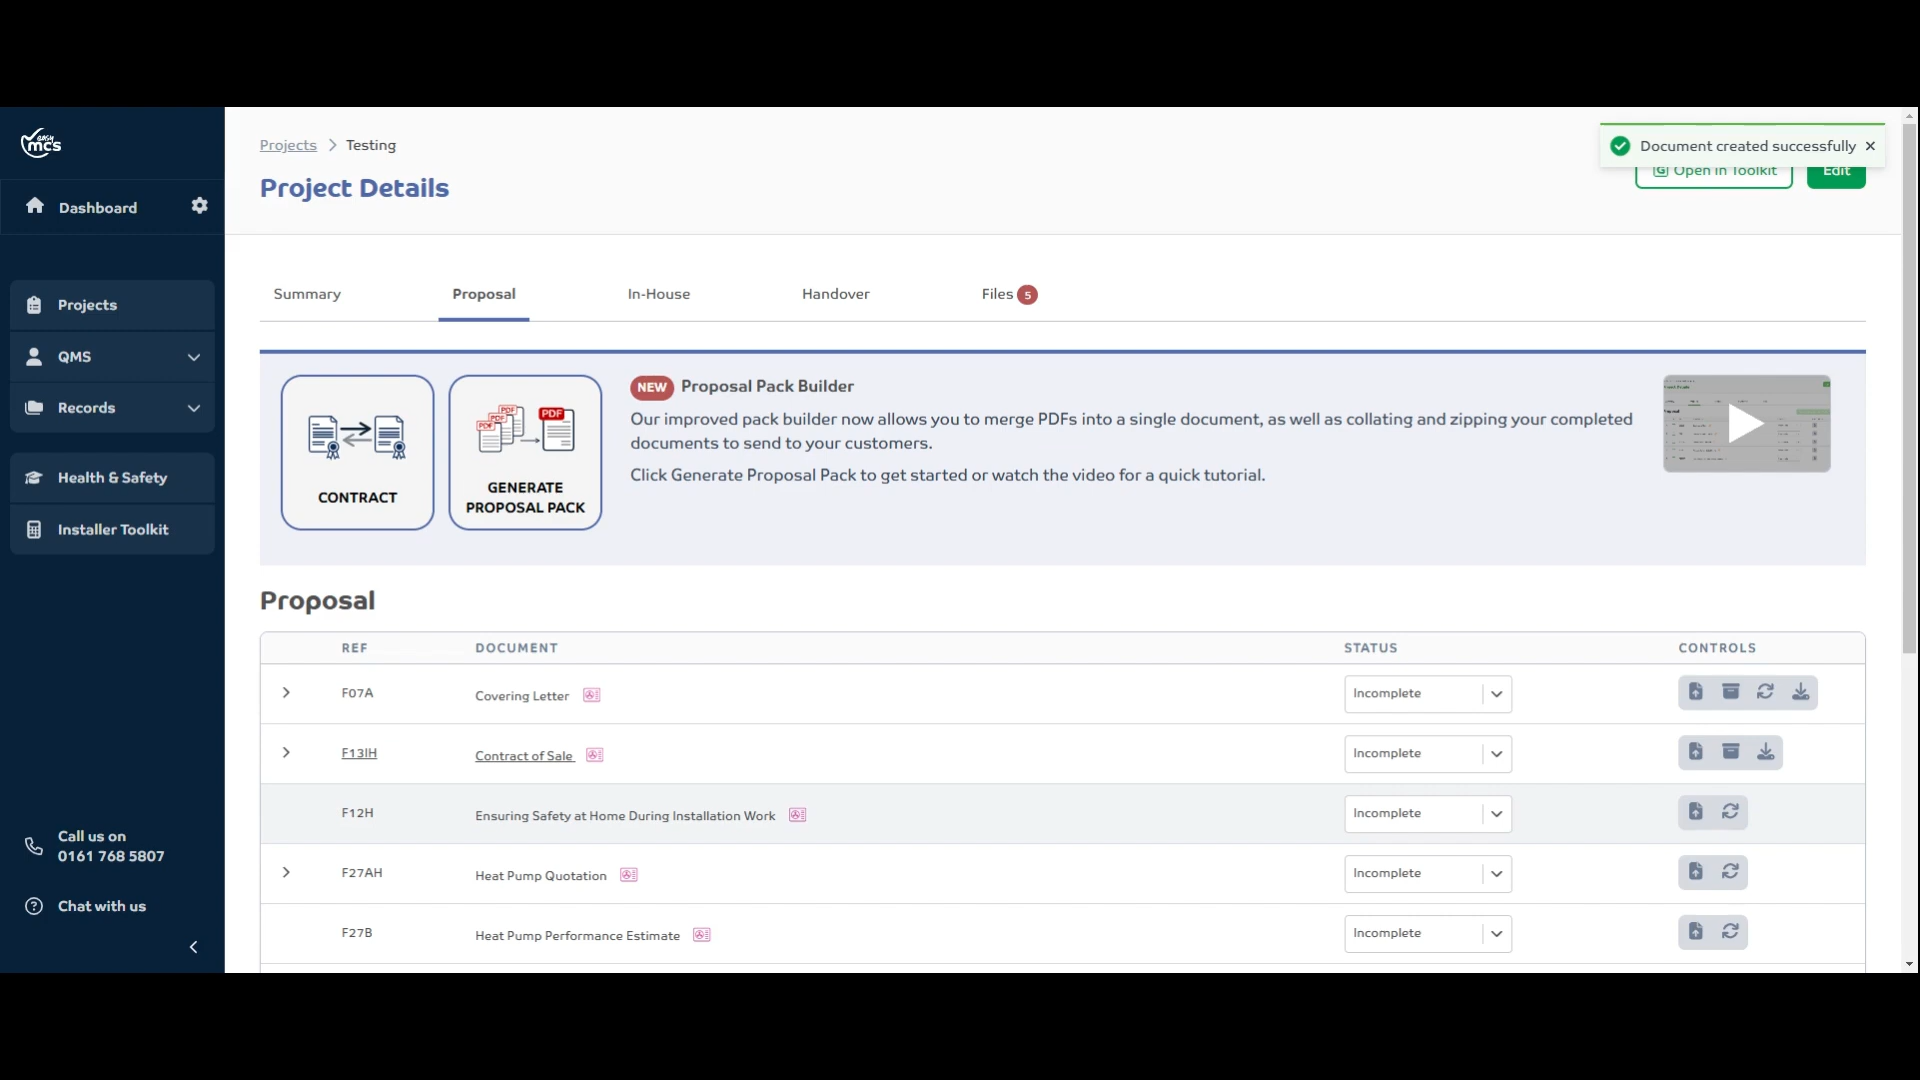 easy
mcs
Dashboard
Projects
QMS
Records
Health & Safety
Installer Toolkit
Call us on
0161 768 5807
Chat with us
Projects > Testing
Project Details
Document created successfully ×
Open in Toolkit
Edit
Summary
Proposal
In-House
Handover
Files 5
CONTRACT
PDF
PDF
PDF
PDF
GENERATE
PROPOSAL PACK
NEW Proposal Pack Builder
Our improved pack builder now allows you to merge PDFs into a single document, as well as collating and zipping your completed
documents to send to your customers.
Click Generate Proposal Pack to get started or watch the video for a quick tutorial.
Proposal
REF DOCUMENT STATUS CONTROLS
F07A Covering Letter Incomplete
F13IH Contract of Sale Incomplete
F12H Ensuring Safety at Home During Installation Work Incomplete
F27AH Heat Pump Quotation Incomplete
F27B Heat Pump Performance Estimate Incomplete